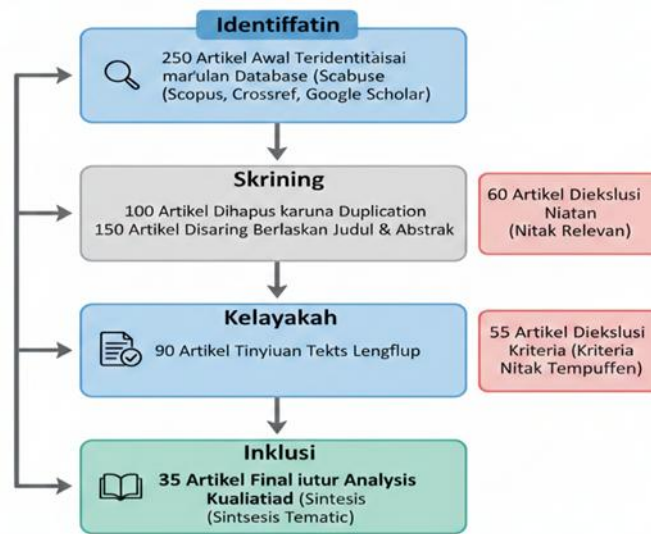 Identiffatin
250 Artikel Awal Teridentitaisai
mar'ulan Database (Scabuse
(Scopus, Crossref, Google Scholar)
Skrining
100 Artikel Dihapus karuna Duplication
150 Artikel Disaring Berlaskan Judul & Abstrak
60 Artikel Diekslusi
Niatan
(Nitak Relevan)
Kelayakah
90 Artikel Tinyiuan Tekts Lengflup
55 Artikel Diekslusi
Kriteria (Kriteria
Nitak Tempuffen)
Inklusi
35 Artikel Final iutur Analysis
Kualiatiad (Sintesis
(Sintsesis Tematic)